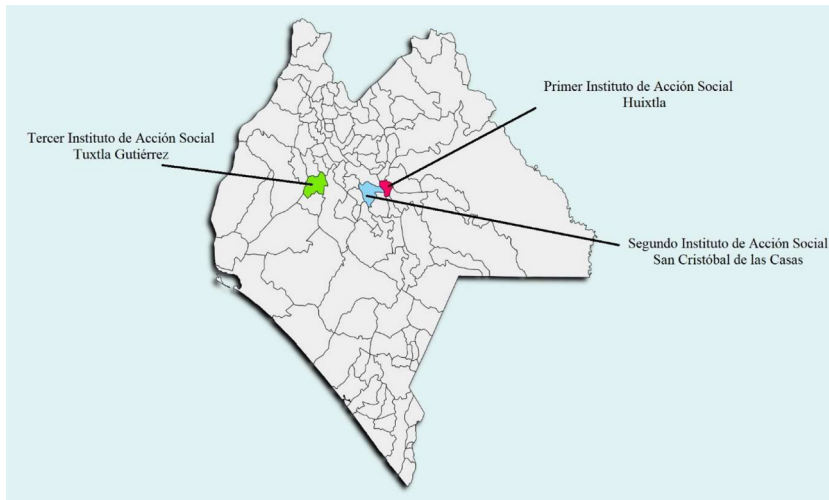 Primer Instituto de Acción Social
Huixtla
Tercer Instituto de Acción Social
Tuxtla Gutiérrez
Segundo Instituto de Acción Social
San Cristóbal de las Casas